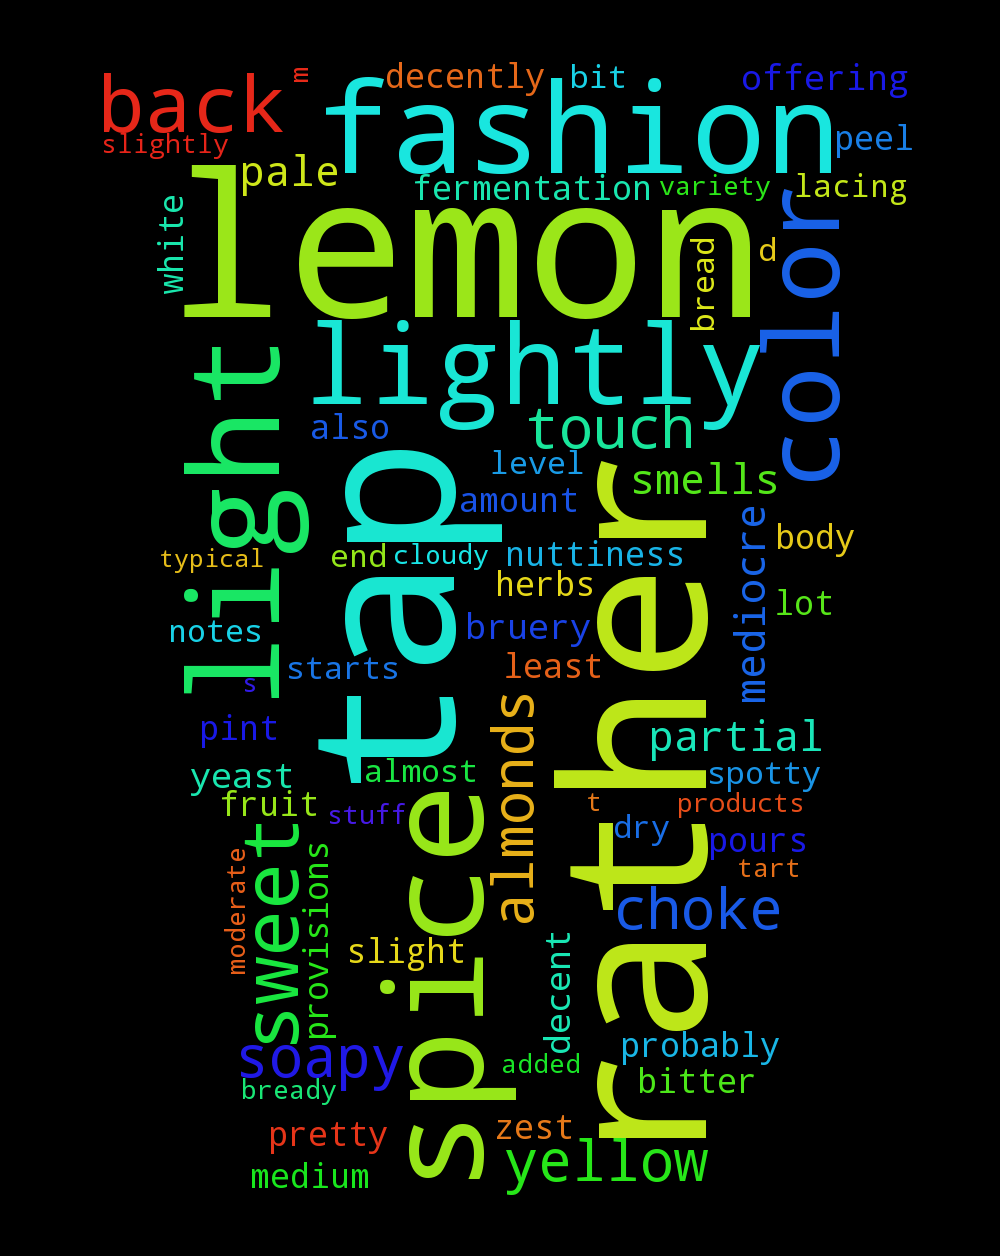 back
m
decently
bit
offering
fashion
slightly
peel
pale
fermentation
variety
lacing
white
lemon
bread
d
color
light
lightly
also
touch
level
smells
amount
tap
rather
mediocre
body
typical
end
cloudy
nuttiness
herbs
lot
notes
bruery
starts
least
s
almonds
pint
partial
yeast
almost
spotty
fruit
stuff
spice
t
products
dry
pours
sweet
moderate
provisions
tart
choke
slight
decent
soapy
probably
added
bready
bitter
pretty
zest
yellow
medium